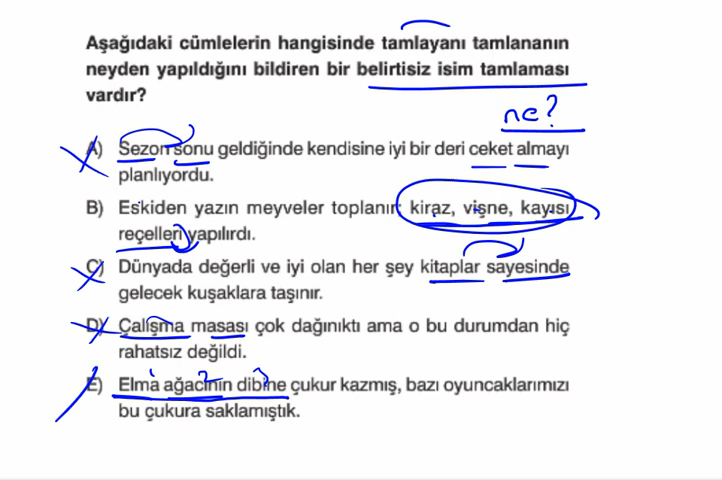 Aşağıdaki cümlelerin hangisinde tamlayanı tamlananın
neyden yapıldığını bildiren bir belirtisiz isim tamlaması
vardır?
ne?
A) Sezon sonu geldiğinde kendisine iyi bir deri ceket almayı
planlıyordu.
B) Eskiden yazın meyveler toplanır; kiraz, vişne, kayısı
reçelleri yapılırdı.
C) Dünyada değerli ve iyi olan her şey kitaplar sayesinde
gelecek kuşaklara taşınır.
D) Çalışma masası çok dağınıktı ama o bu durumdan hiç
rahatsız değildi.
1 2 3
E) Elma ağacının dibine çukur kazmış, bazı oyuncaklarımızı
bu çukura saklamıştık.